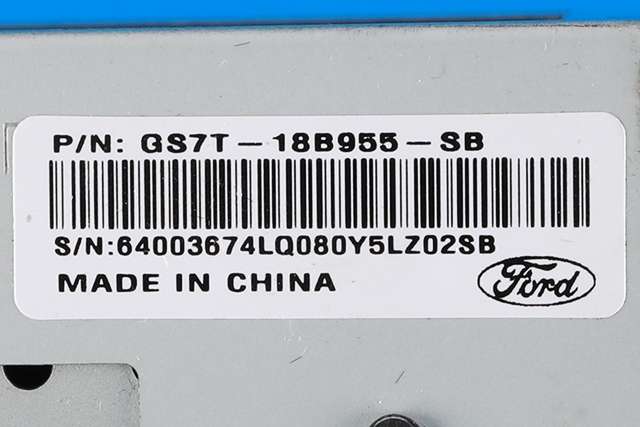 P/N: GS7T-18B955-SB
S/N:64003674LQ080Y5LZ02SB
MADE IN CHINA
Ford